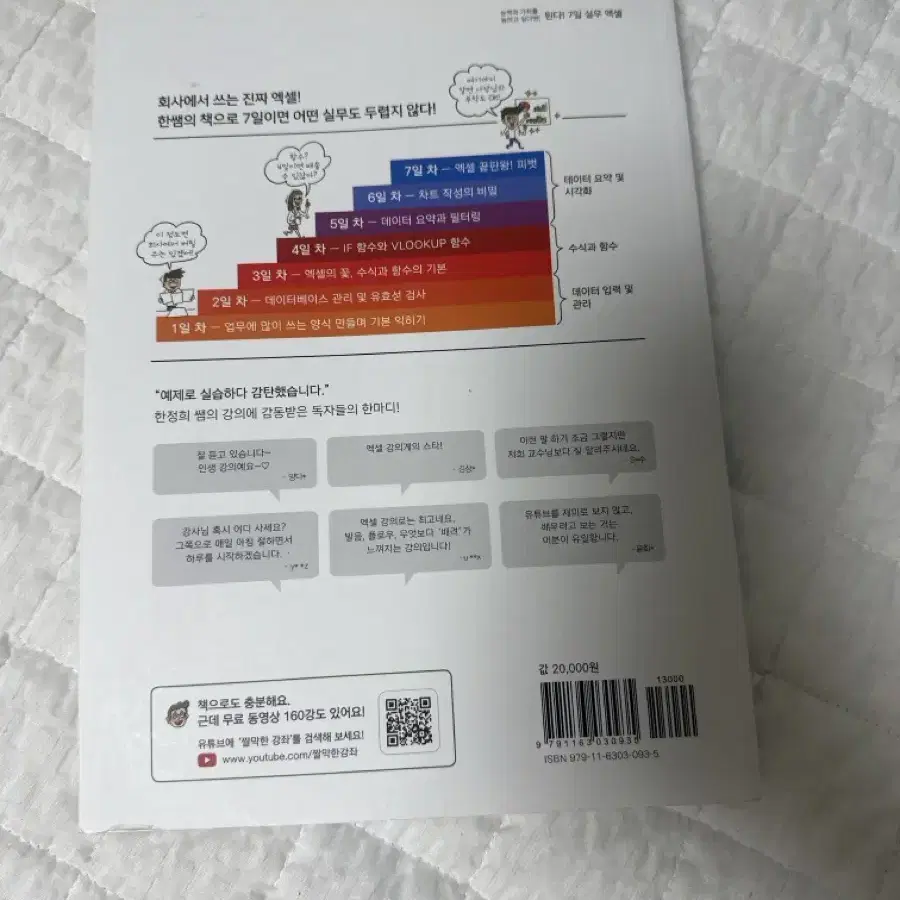 된다! 7일 실무 엑셀
회사에서 쓰는 진짜 엑셀!
한쌤의 책으로 7일이면 어떤 실무도 두렵지 않다!
함수?
이 정도면
7일 차 – 엑셀 끝판왕! 피벗
6일 차 – 차트 작성의 비밀
5일 차 – 데이터 요약과 필터링
4일 차 – IF 함수와 VLOOKUP 함수
3일 차 – 엑셀의 꽃, 수식과 함수의 기본
2일 차 – 데이터베이스 관리 및 유효성 검사
1일 차 – 업무에 많이 쓰는 양식 만들며 기본 익히기
데이터 요약 및
시각화
수식과 함수
데이터 입력 및
관리
“예제로 실습하다 감탄했습니다.”
한정희 쌤의 강의에 감동받은 독자들의 한마디!
잘 듣고 있습니다~
인생 강의예요~♡
엑셀 강의계의 스타!
- 김성*
이런 말 하기 조금 그렇지만
저희 교수님보다 잘 알려주시네요.
강사님 혹시 어디 사세요?
그쪽으로 매일 아침 절하면서
하루를 시작하겠습니다.
엑셀 강의로는 최고네요.
발음, 플로우, 무엇보다 '배려'가
느껴지는 강의입니다!
유튜브를 재미로 보지 않고,
배우려고 보는 거는
이분이 유일합니다.
책으로도 충분해요.
근데 무료 동영상 160강도 있어요!
유튜브에 '짤막한 강좌'를 검색해 보세요!
www.youtube.com/짤막한강좌
값 20,000원
13000
9 791163 030935
ISBN 979-11-6303-093-5